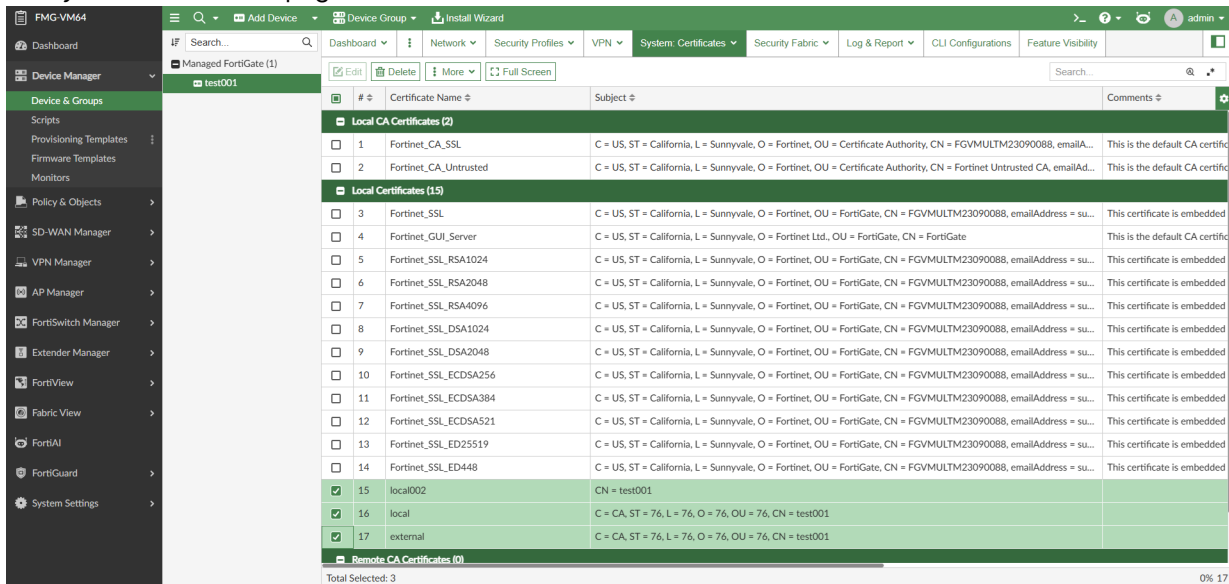 FMG-VM64
Add Device
Device Group
Install Wizard
admin
Dashboard
Device Manager
Device & Groups
Scripts
Provisioning Templates
Firmware Templates
Monitors
Policy & Objects
SD-WAN Manager
VPN Manager
AP Manager
FortiSwitch Manager
Extender Manager
FortiView
Fabric View
FortiAI
FortiGuard
System Settings
Search...
Managed FortiGate (1)
test001
Dashboard Network Security Profiles VPN System: Certificates Security Fabric Log & Report CLI Configurations Feature Visibility
Edit Delete More Full Screen Search...
# Certificate Name Subject Comments
Local CA Certificates (2)
1 Fortinet_CA_SSL C = US, ST = California, L = Sunnyvale, O = Fortinet, OU = Certificate Authority, CN = FGVMULTM23090088, emailA... This is the default CA certific
2 Fortinet_CA_Untrusted C = US, ST = California, L = Sunnyvale, O = Fortinet, OU = Certificate Authority, CN = Fortinet Untrusted CA, emailAd... This is the default CA certific
Local Certificates (15)
3 Fortinet_SSL C = US, ST = California, L = Sunnyvale, O = Fortinet, OU = FortiGate, CN = FGVMULTM23090088, emailAddress = su... This certificate is embedded
4 Fortinet_GUI_Server C = US, ST = California, L = Sunnyvale, O = Fortinet Ltd., OU = FortiGate, CN = FortiGate This is the default CA certific
5 Fortinet_SSL_RSA1024 C = US, ST = California, L = Sunnyvale, O = Fortinet, OU = FortiGate, CN = FGVMULTM23090088, emailAddress = su... This certificate is embedded
6 Fortinet_SSL_RSA2048 C = US, ST = California, L = Sunnyvale, O = Fortinet, OU = FortiGate, CN = FGVMULTM23090088, emailAddress = su... This certificate is embedded
7 Fortinet_SSL_RSA4096 C = US, ST = California, L = Sunnyvale, O = Fortinet, OU = FortiGate, CN = FGVMULTM23090088, emailAddress = su... This certificate is embedded
8 Fortinet_SSL_DSA1024 C = US, ST = California, L = Sunnyvale, O = Fortinet, OU = FortiGate, CN = FGVMULTM23090088, emailAddress = su... This certificate is embedded
9 Fortinet_SSL_DSA2048 C = US, ST = California, L = Sunnyvale, O = Fortinet, OU = FortiGate, CN = FGVMULTM23090088, emailAddress = su... This certificate is embedded
10 Fortinet_SSL_ECDSA256 C = US, ST = California, L = Sunnyvale, O = Fortinet, OU = FortiGate, CN = FGVMULTM23090088, emailAddress = su... This certificate is embedded
11 Fortinet_SSL_ECDSA384 C = US, ST = California, L = Sunnyvale, O = Fortinet, OU = FortiGate, CN = FGVMULTM23090088, emailAddress = su... This certificate is embedded
12 Fortinet_SSL_ECDSA521 C = US, ST = California, L = Sunnyvale, O = Fortinet, OU = FortiGate, CN = FGVMULTM23090088, emailAddress = su... This certificate is embedded
13 Fortinet_SSL_ED25519 C = US, ST = California, L = Sunnyvale, O = Fortinet, OU = FortiGate, CN = FGVMULTM23090088, emailAddress = su... This certificate is embedded
14 Fortinet_SSL_ED448 C = US, ST = California, L = Sunnyvale, O = Fortinet, OU = FortiGate, CN = FGVMULTM23090088, emailAddress = su... This certificate is embedded
15 local002 CN = test001
16 local C = CA, ST = 76, L = 76, O = 76, OU = 76, CN = test001
17 external C = CA, ST = 76, L = 76, O = 76, OU = 76, CN = test001
Remote CA Certificates (0)
Total Selected: 3 0% 17